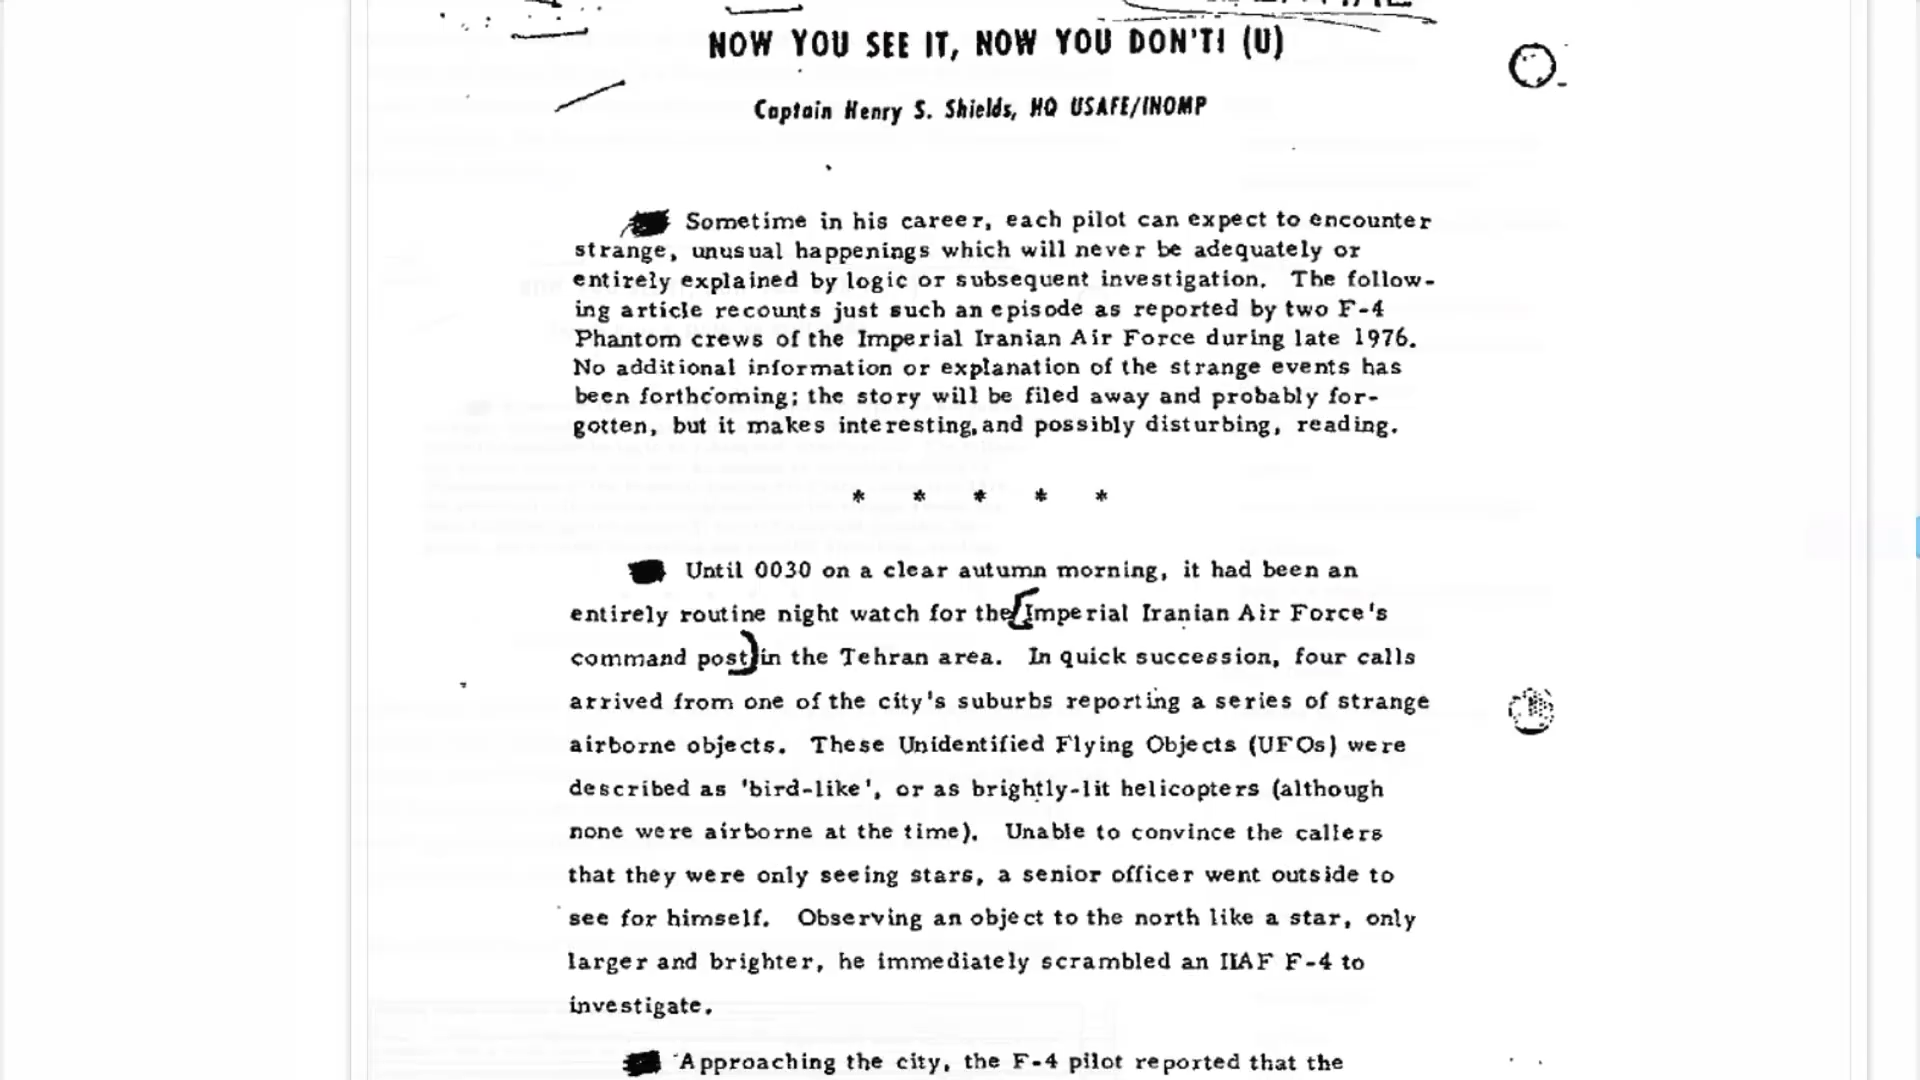 NOW YOU SEE IT, NOW YOU DON'T! (U)
Captain Henry S. Shields, HQ USAFE/INOMP
Sometime in his career, each pilot can expect to encounter
strange, unusual happenings which will never be adequately or
entirely explained by logic or subsequent investigation. The follow-
ing article recounts just such an episode as reported by two F-4
Phantom crews of the Imperial Iranian Air Force during late 1976.
No additional information or explanation of the strange events has
been forthcoming; the story will be filed away and probably for-
gotten, but it makes interesting, and possibly disturbing, reading.
* * * * *
Until 0030 on a clear autumn morning, it had been an
entirely routine night watch for the [Imperial Iranian Air Force's
command post] in the Tehran area. In quick succession, four calls
arrived from one of the city's suburbs reporting a series of strange
airborne objects. These Unidentified Flying Objects (UFOs) were
described as 'bird-like', or as brightly-lit helicopters (although
none were airborne at the time). Unable to convince the callers
that they were only seeing stars, a senior officer went outside to
see for himself. Observing an object to the north like a star, only
larger and brighter, he immediately scrambled an IIAF F-4 to
investigate.
Approaching the city, the F-4 pilot reported that the